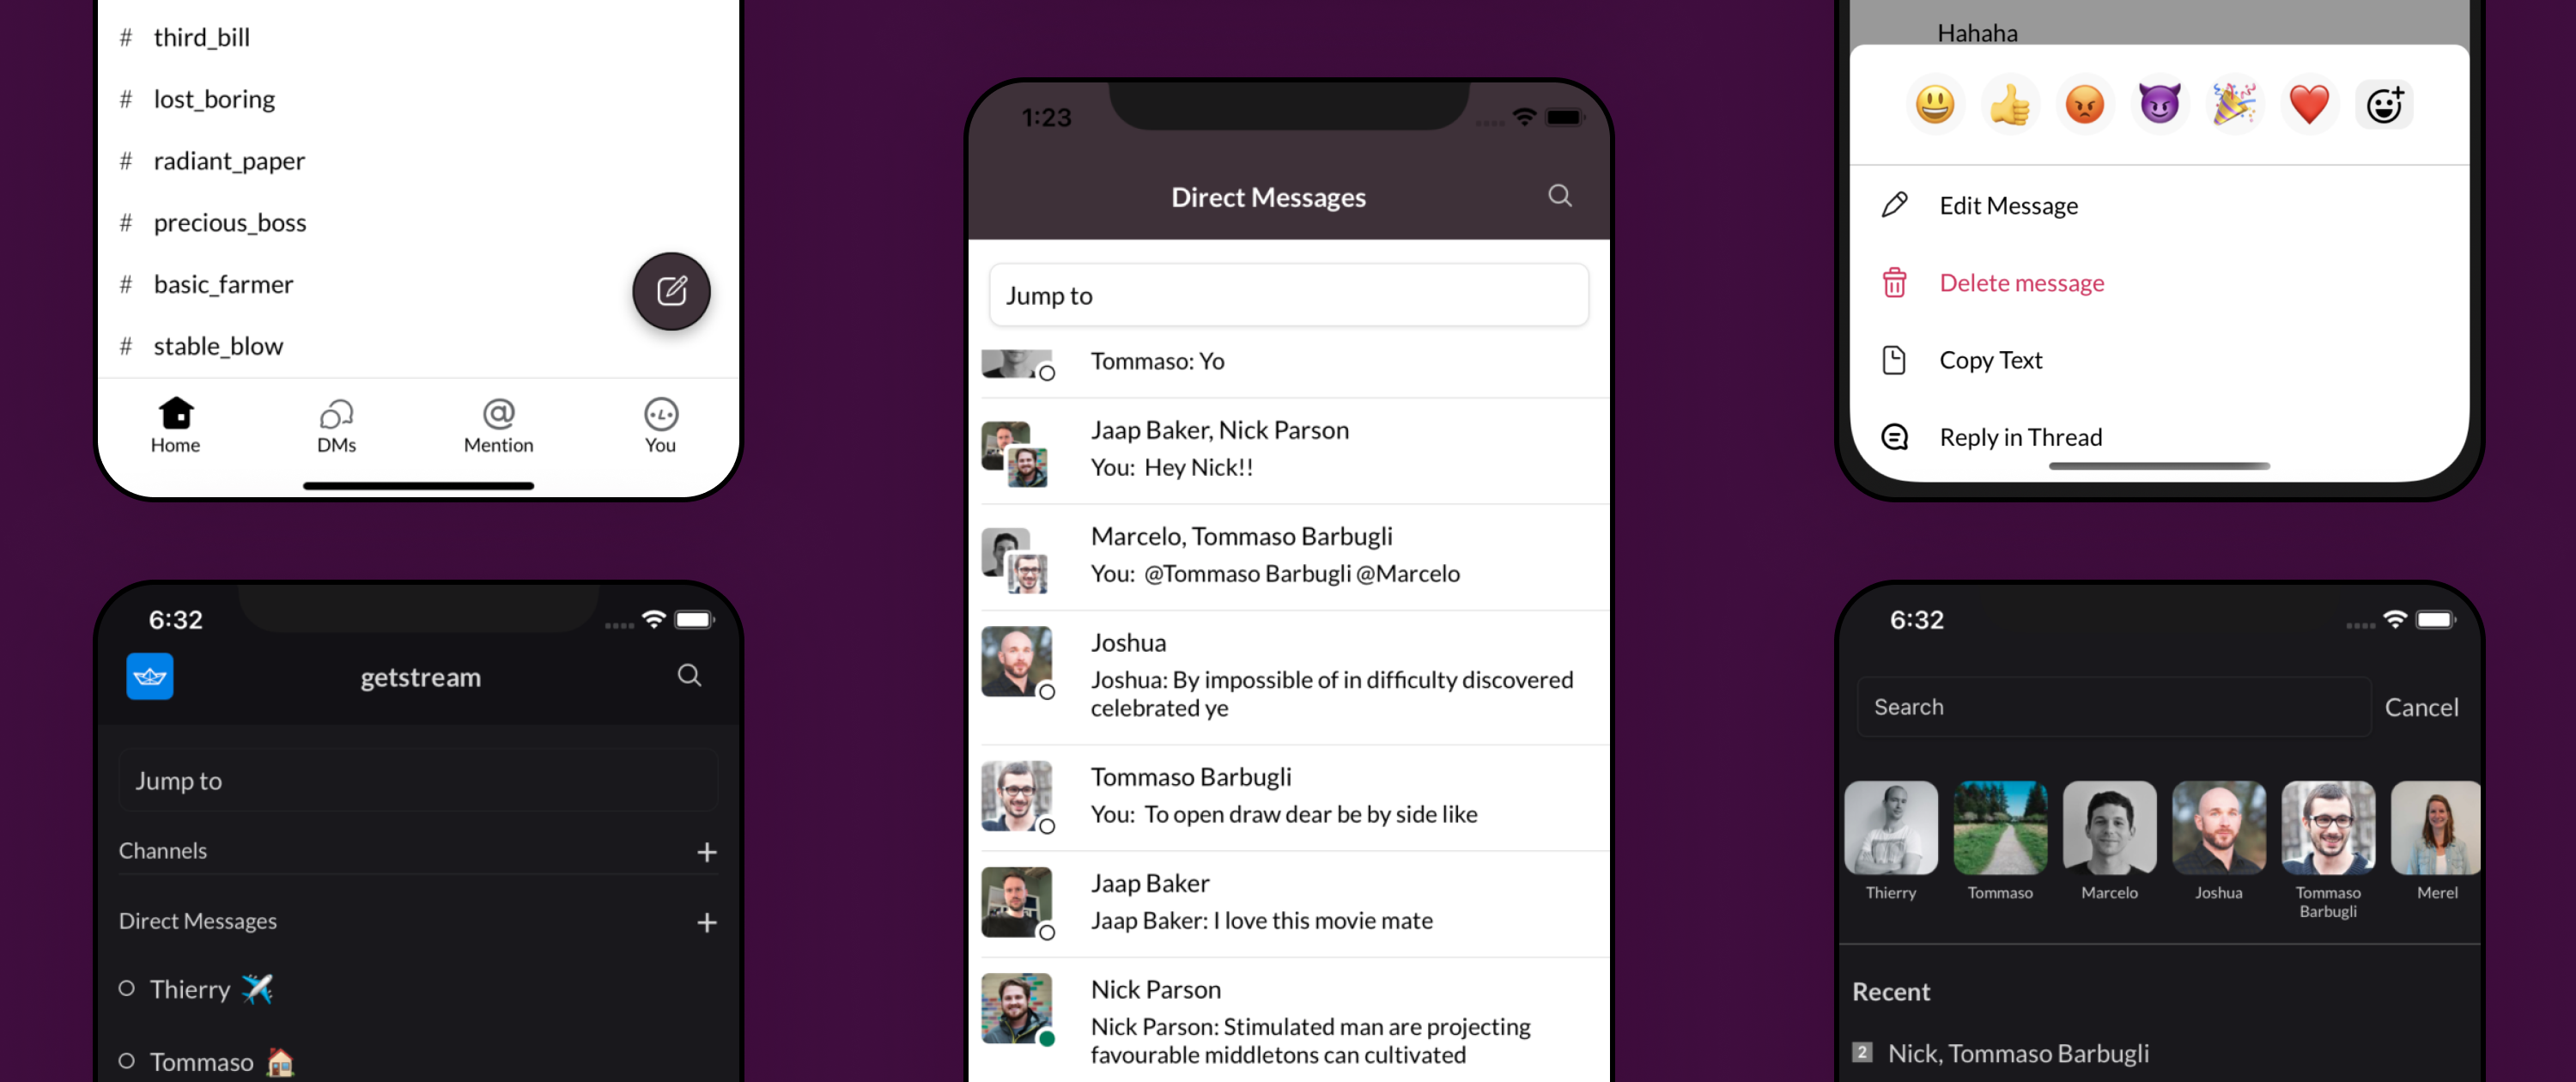 # third_bill
# lost_boring
# radiant_paper
# precious_boss
# basic_farmer
# stable_blow
Home DMs Mention You
6:32
getstream
Jump to
Channels +
Direct Messages +
Thierry
Tommaso
1:23
Direct Messages
Jump to
Tommaso: Yo
Jaap Baker, Nick Parson
You: Hey Nick!!
Marcelo, Tommaso Barbugli
You: @Tommaso Barbugli @Marcelo
Joshua
Joshua: By impossible of in difficulty discovered
celebrated ye
Tommaso Barbugli
You: To open draw dear be by side like
Jaap Baker
Jaap Baker: I love this movie mate
Nick Parson
Nick Parson: Stimulated man are projecting
favourable middletons can cultivated
Hahaha
Edit Message
Delete message
Copy Text
Reply in Thread
6:32
Search Cancel
Thierry Tommaso Marcelo Joshua Tommaso Merel
Barbugli
Recent
2 Nick, Tommaso Barbugli